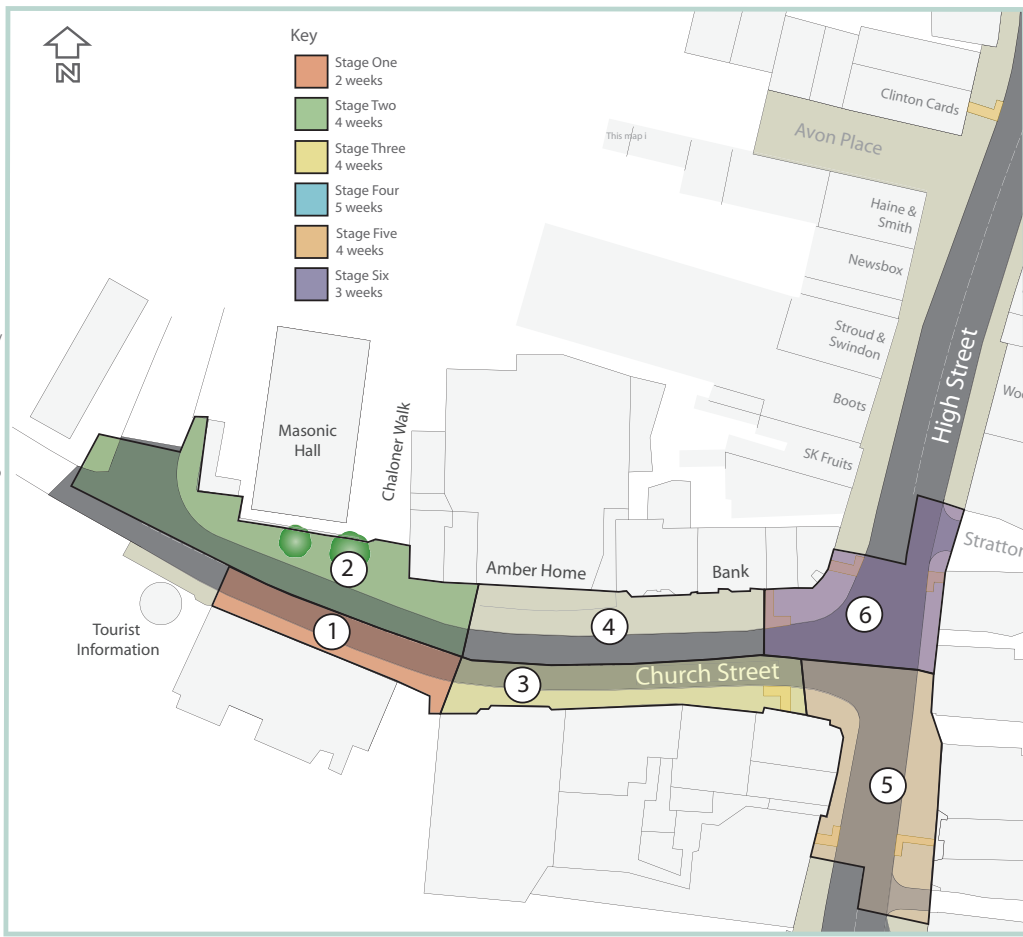 N
Key
Stage One
2 weeks
Stage Two
4 weeks
Stage Three
4 weeks
Stage Four
5 weeks
Stage Five
4 weeks
Stage Six
3 weeks
Clinton Cards
Avon Place
This map i
Haine &
Smith
Newsbox
Stroud &
Swindon
High Street
Boots
SK Fruits
Masonic
Hall
Chaloner Walk
Stratton
Amber Home
Bank
2
4
6
1
Tourist
Information
3
Church Street
5